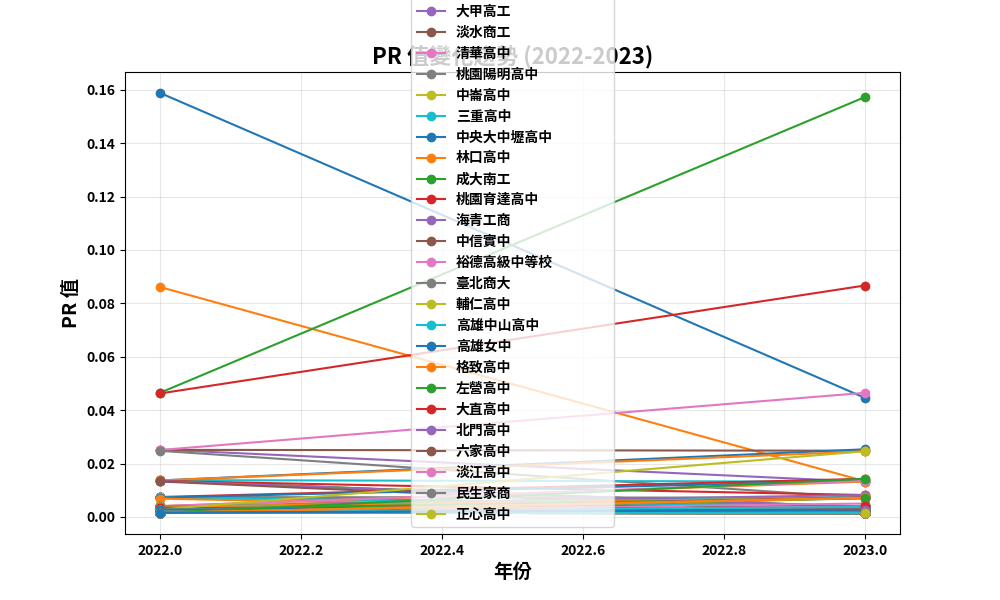 大甲高工
淡水商工
PR 值變化趨勢 (2022-2023)
清華高中
桃園陽明高中
中崙高中
三重高中
中央大中壢高中
林口高中
成大南工
桃園育達高中
海青工商
中信實中
裕德高級中等校
臺北商大
輔仁高中
高雄中山高中
高雄女中
格致高中
左營高中
大直高中
北門高中
六家高中
淡江高中
民生家商
正心高中
PR 值
0.16
0.14
0.12
0.10
0.08
0.06
0.04
0.02
0.00
2022.0
2022.2
2022.4
2022.6
2022.8
2023.0
年份